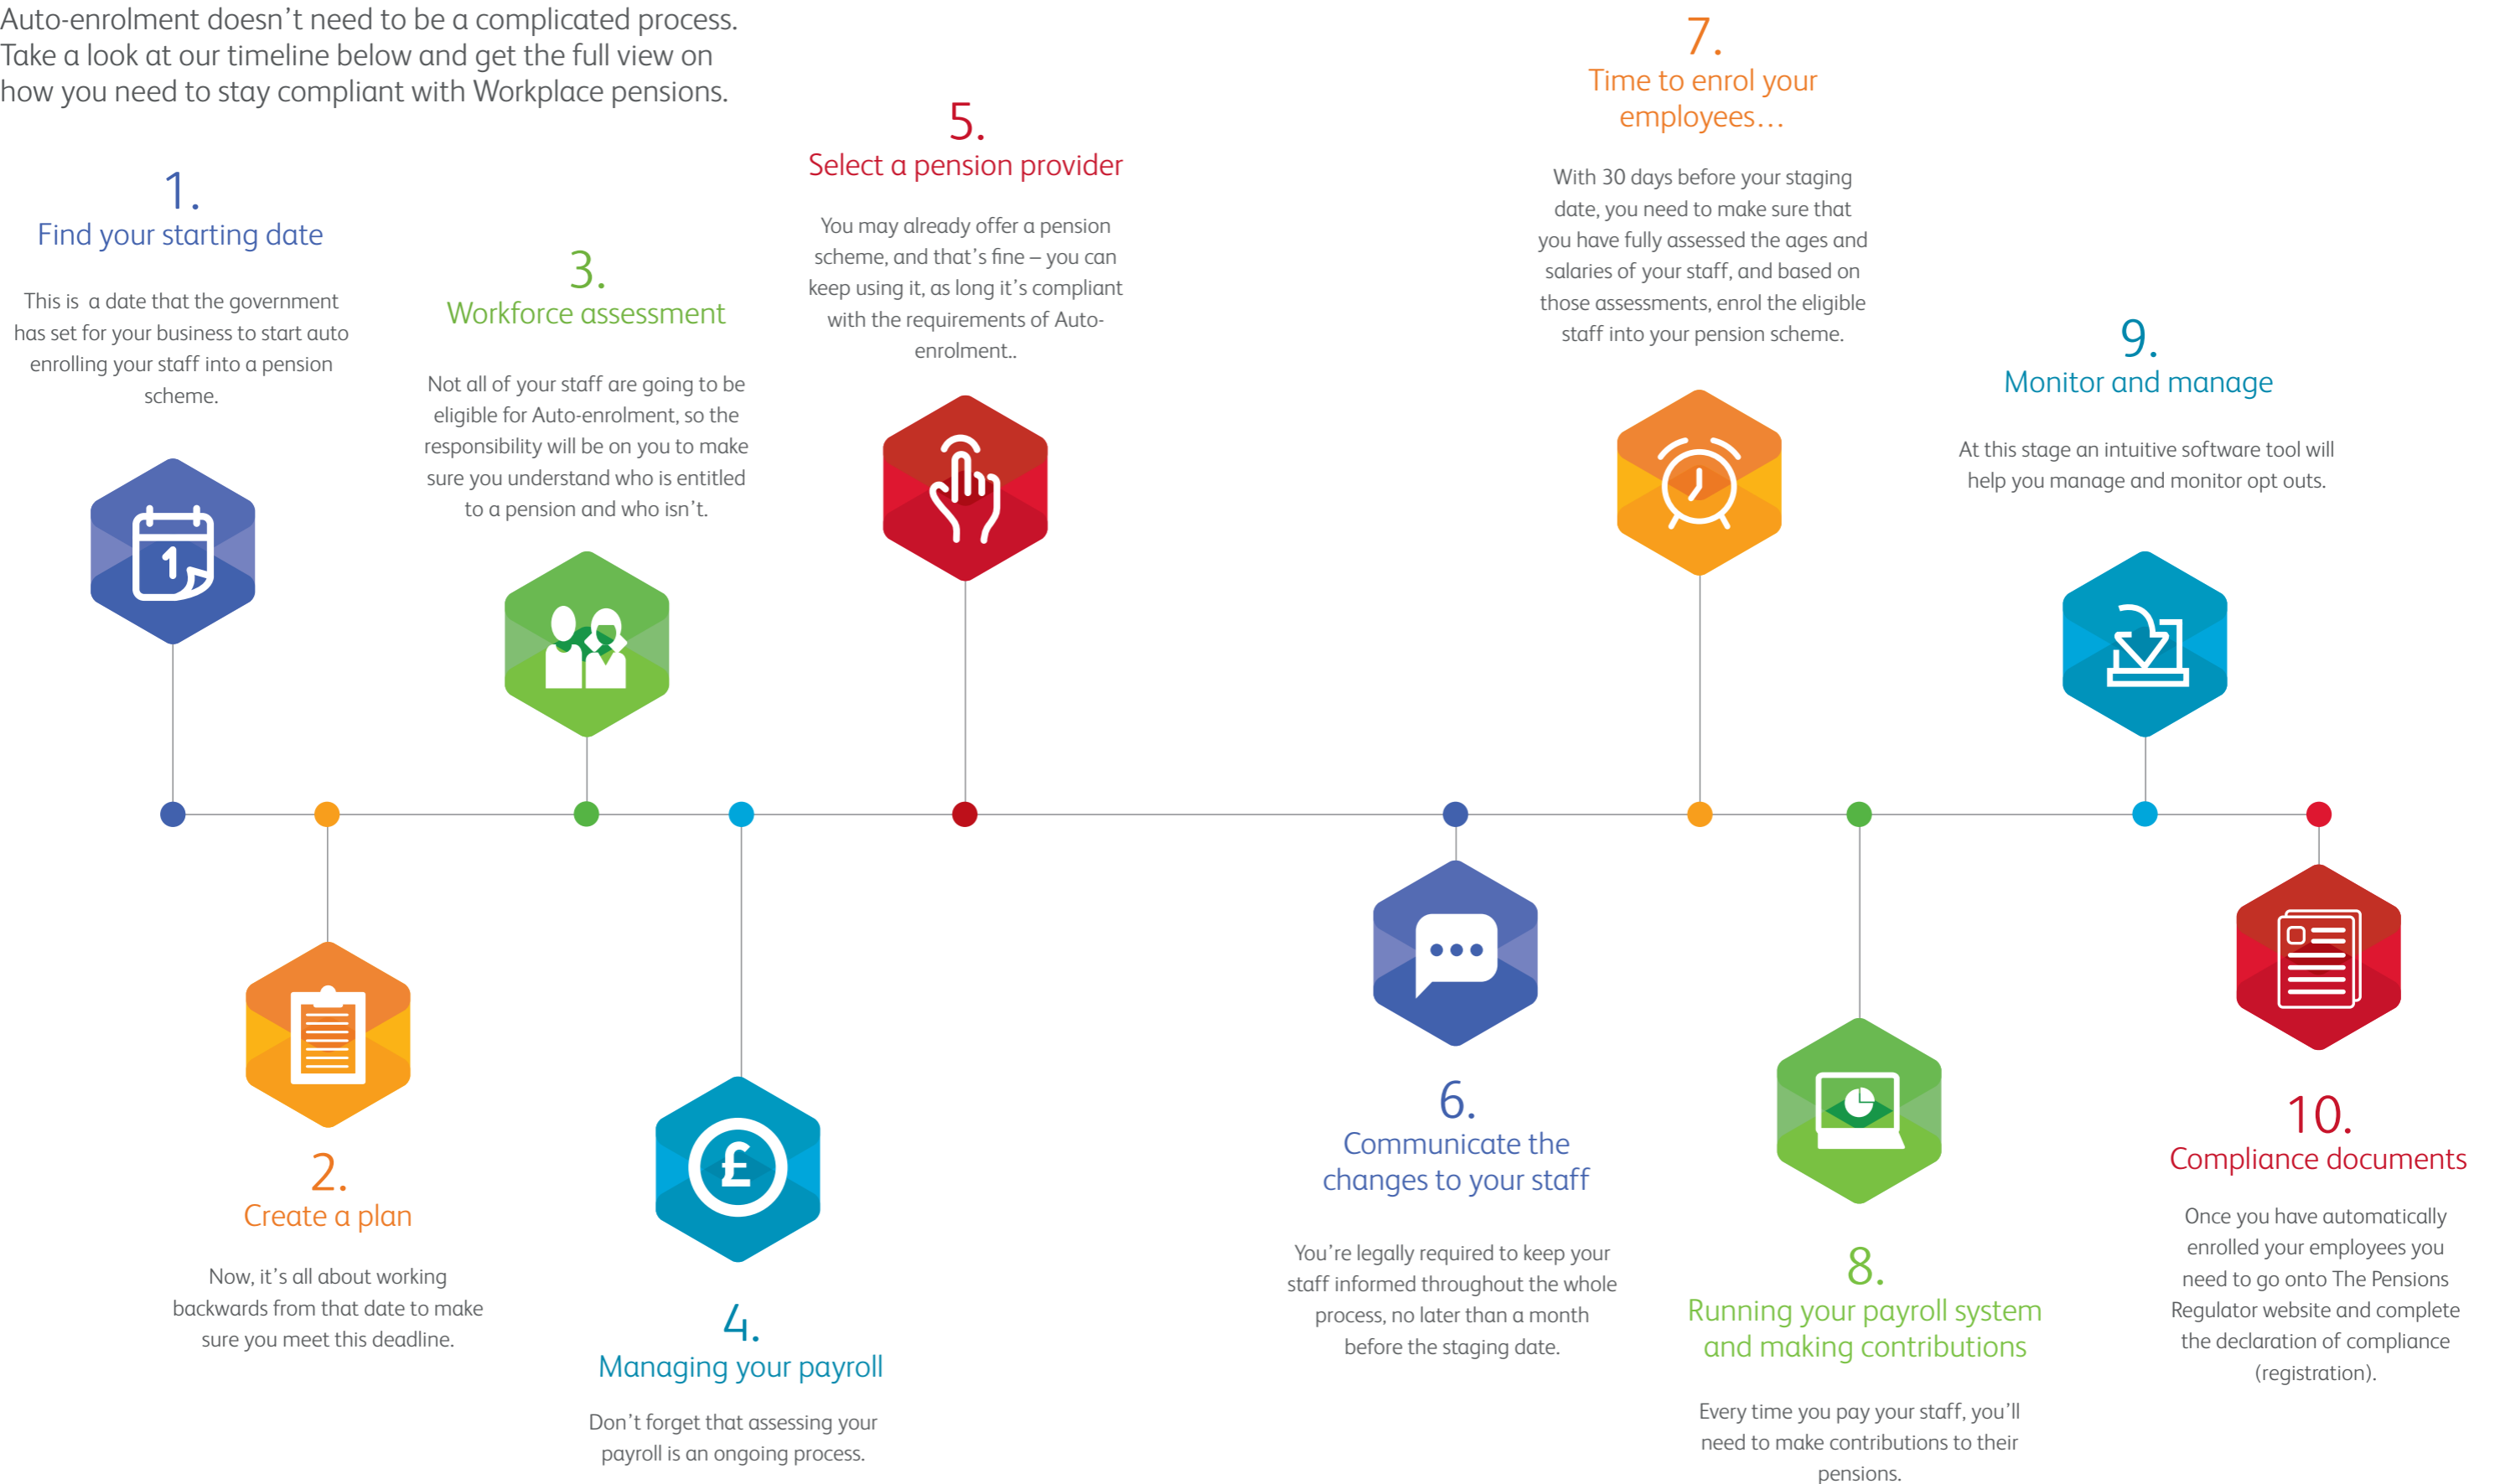 Auto-enrolment doesn't need to be a complicated process.
Take a look at our timeline below and get the full view on
how you need to stay compliant with Workplace pensions.
1.
Find your starting date
This is  a date that the government
has set for your business to start auto
enrolling your staff into a pension
scheme.
1
2.
Create a plan
Now, it's all about working
backwards from that date to make
sure you meet this deadline.
3.
Workforce assessment
Not all of your staff are going to be
eligible for Auto-enrolment, so the
responsibility will be on you to make
sure you understand who is entitled
to a pension and who isn't.
£
4.
Managing your payroll
Don't forget that assessing your
payroll is an ongoing process.
5.
Select a pension provider
You may already offer a pension
scheme, and that's fine – you can
keep using it, as long it's compliant
with the requirements of Auto-
enrolment..
6.
Communicate the
changes to your staff
You're legally required to keep your
staff informed throughout the whole
process, no later than a month
before the staging date.
7.
Time to enrol your
employees…
With 30 days before your staging
date, you need to make sure that
you have fully assessed the ages and
salaries of your staff, and based on
those assessments, enrol the eligible
staff into your pension scheme.
8.
Running your payroll system
and making contributions
Every time you pay your staff, you'll
need to make contributions to their
pensions.
9.
Monitor and manage
At this stage an intuitive software tool will
help you manage and monitor opt outs.
10.
Compliance documents
Once you have automatically
enrolled your employees you
need to go onto The Pensions
Regulator website and complete
the declaration of compliance
(registration).